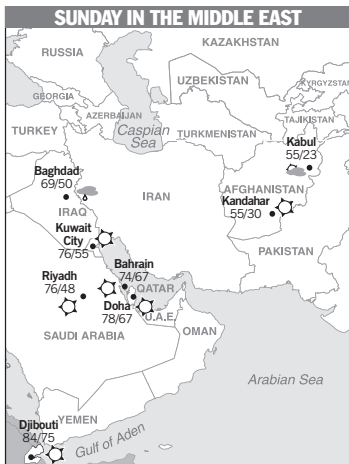 SUNDAY IN THE MIDDLE EAST
KAZAKHSTAN
RUSSIA
UZBEKISTAN
KYRGYZSTAN
GEORGIA
AZERBAIJAN
TAJIKISTAN
TURKEY
Caspian
Sea
TURKMENISTAN
Kabul
55/23
Baghdad
69/50
IRAN
AFGHANISTAN
Kandahar
55/30
IRAQ
Kuwait
City
76/55
PAKISTAN
Bahrain
74/67
Riyadh
76/48
QATAR
Doha
78/67
U.A.E.
OMAN
SAUDI ARABIA
Arabian Sea
YEMEN
Djibouti
84/75
Gulf of Aden